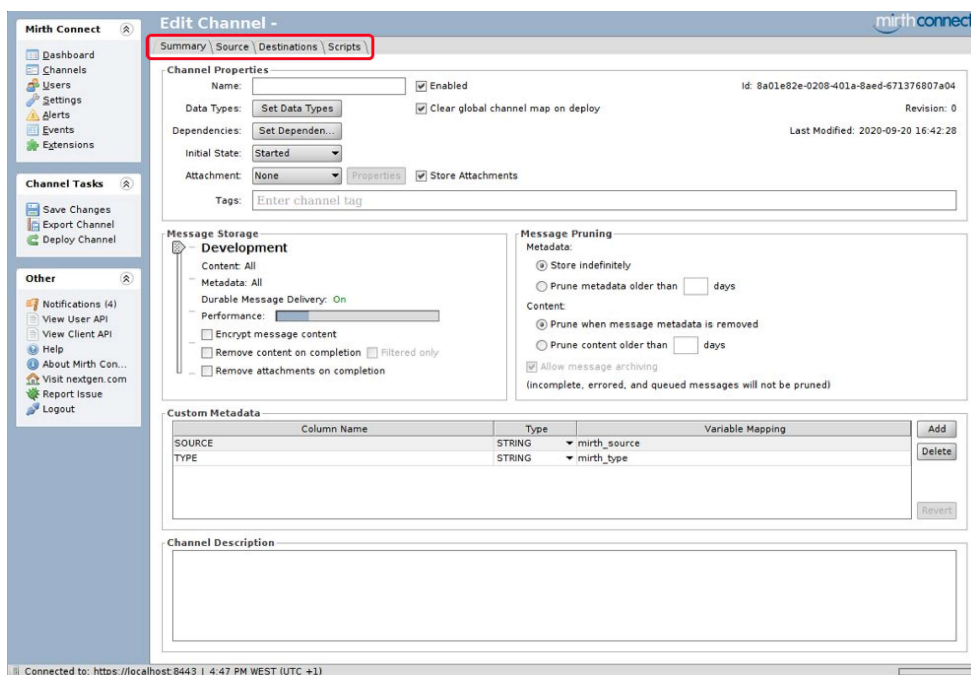 Mirth Connect
Dashboard
Channels
Users
Settings
Alerts
Events
Extensions
Channel Tasks
Save Changes
Export Channel
Deploy Channel
Other
Notifications (4)
View User API
View Client API
Help
About Mirth Con...
Visit nextgen.com
Report Issue
Logout
Edit Channel -
mirth connect
Summary Source Destinations Scripts
Channel Properties
Name: Enabled Id: 8a01e82e-0208-401a-8aed-671376807a04
Data Types: Set Data Types Clear global channel map on deploy Revision: 0
Dependencies: Set Dependen... Last Modified: 2020-09-20 16:42:28
Initial State: Started
Attachment: None Properties Store Attachments
Tags: Enter channel tag
Message Storage
Development
Content: All
Metadata: All
Durable Message Delivery: On
Performance:
Encrypt message content
Remove content on completion Filtered only
Remove attachments on completion
Message Pruning
Metadata:
Store indefinitely
Prune metadata older than days
Content:
Prune when message metadata is removed
Prune content older than days
Allow message archiving
(incomplete, errored, and queued messages will not be pruned)
Custom Metadata
Column Name Type Variable Mapping Add
SOURCE STRING mirth_source
TYPE STRING mirth_type
Delete
Revert
Channel Description
Connected to: https://localhost:8443 | 4:47 PM WEST (UTC +1)